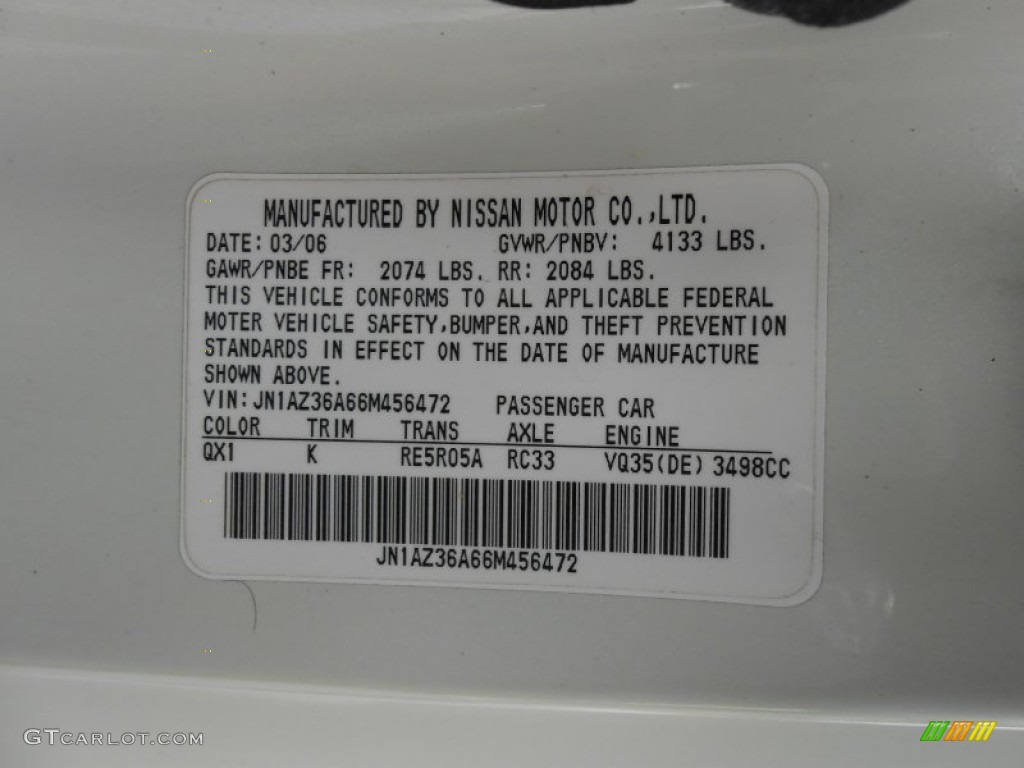 MANUFACTURED BY NISSAN MOTOR CO.,LTD.
DATE: 03/06 GVWR/PNBV: 4133 LBS.
GAWR/PNBE FR: 2074 LBS. RR: 2084 LBS.
THIS VEHICLE CONFORMS TO ALL APPLICABLE FEDERAL
MOTER VEHICLE SAFETY,BUMPER,AND THEFT PREVENTION
STANDARDS IN EFFECT ON THE DATE OF MANUFACTURE
SHOWN ABOVE.
VIN: JN1AZ36A66M456472 PASSENGER CAR
COLOR TRIM TRANS AXLE ENGINE
QX1 K RE5R05A RC33 VQ35(DE) 3498CC
JN1AZ36A66M456472
GTCARLOT.COM